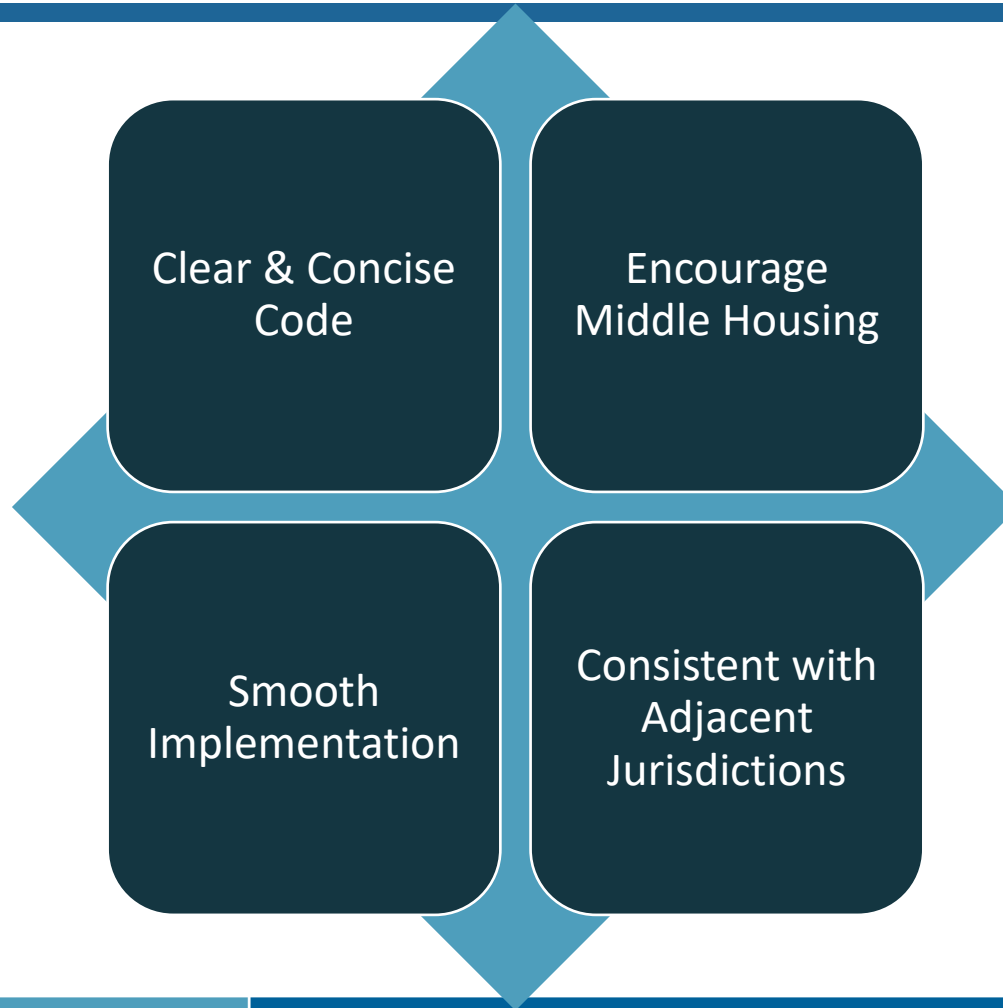 Clear & Concise
Code
Encourage
Middle Housing
Smooth
Implementation
Consistent with
Adjacent
Jurisdictions